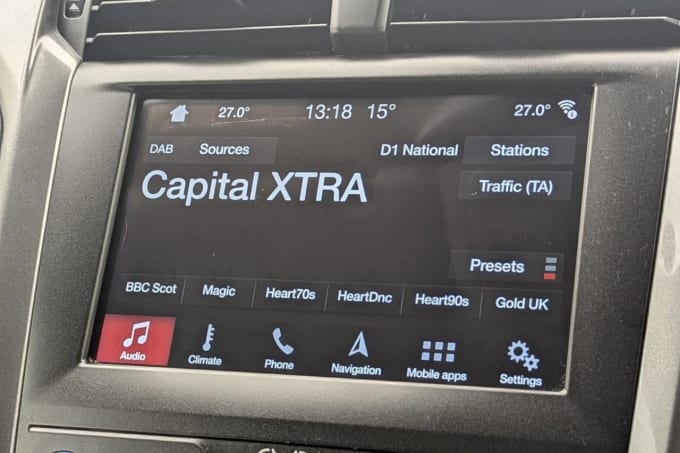 27.0° 13:18 15° 27.0°
DAB Sources D1 National Stations
Capital XTRA Traffic (TA)
Presets
BBC Scot Magic Heart70s HeartDnc Heart90s Gold UK
Audio Climate Phone Navigation Mobile apps Settings